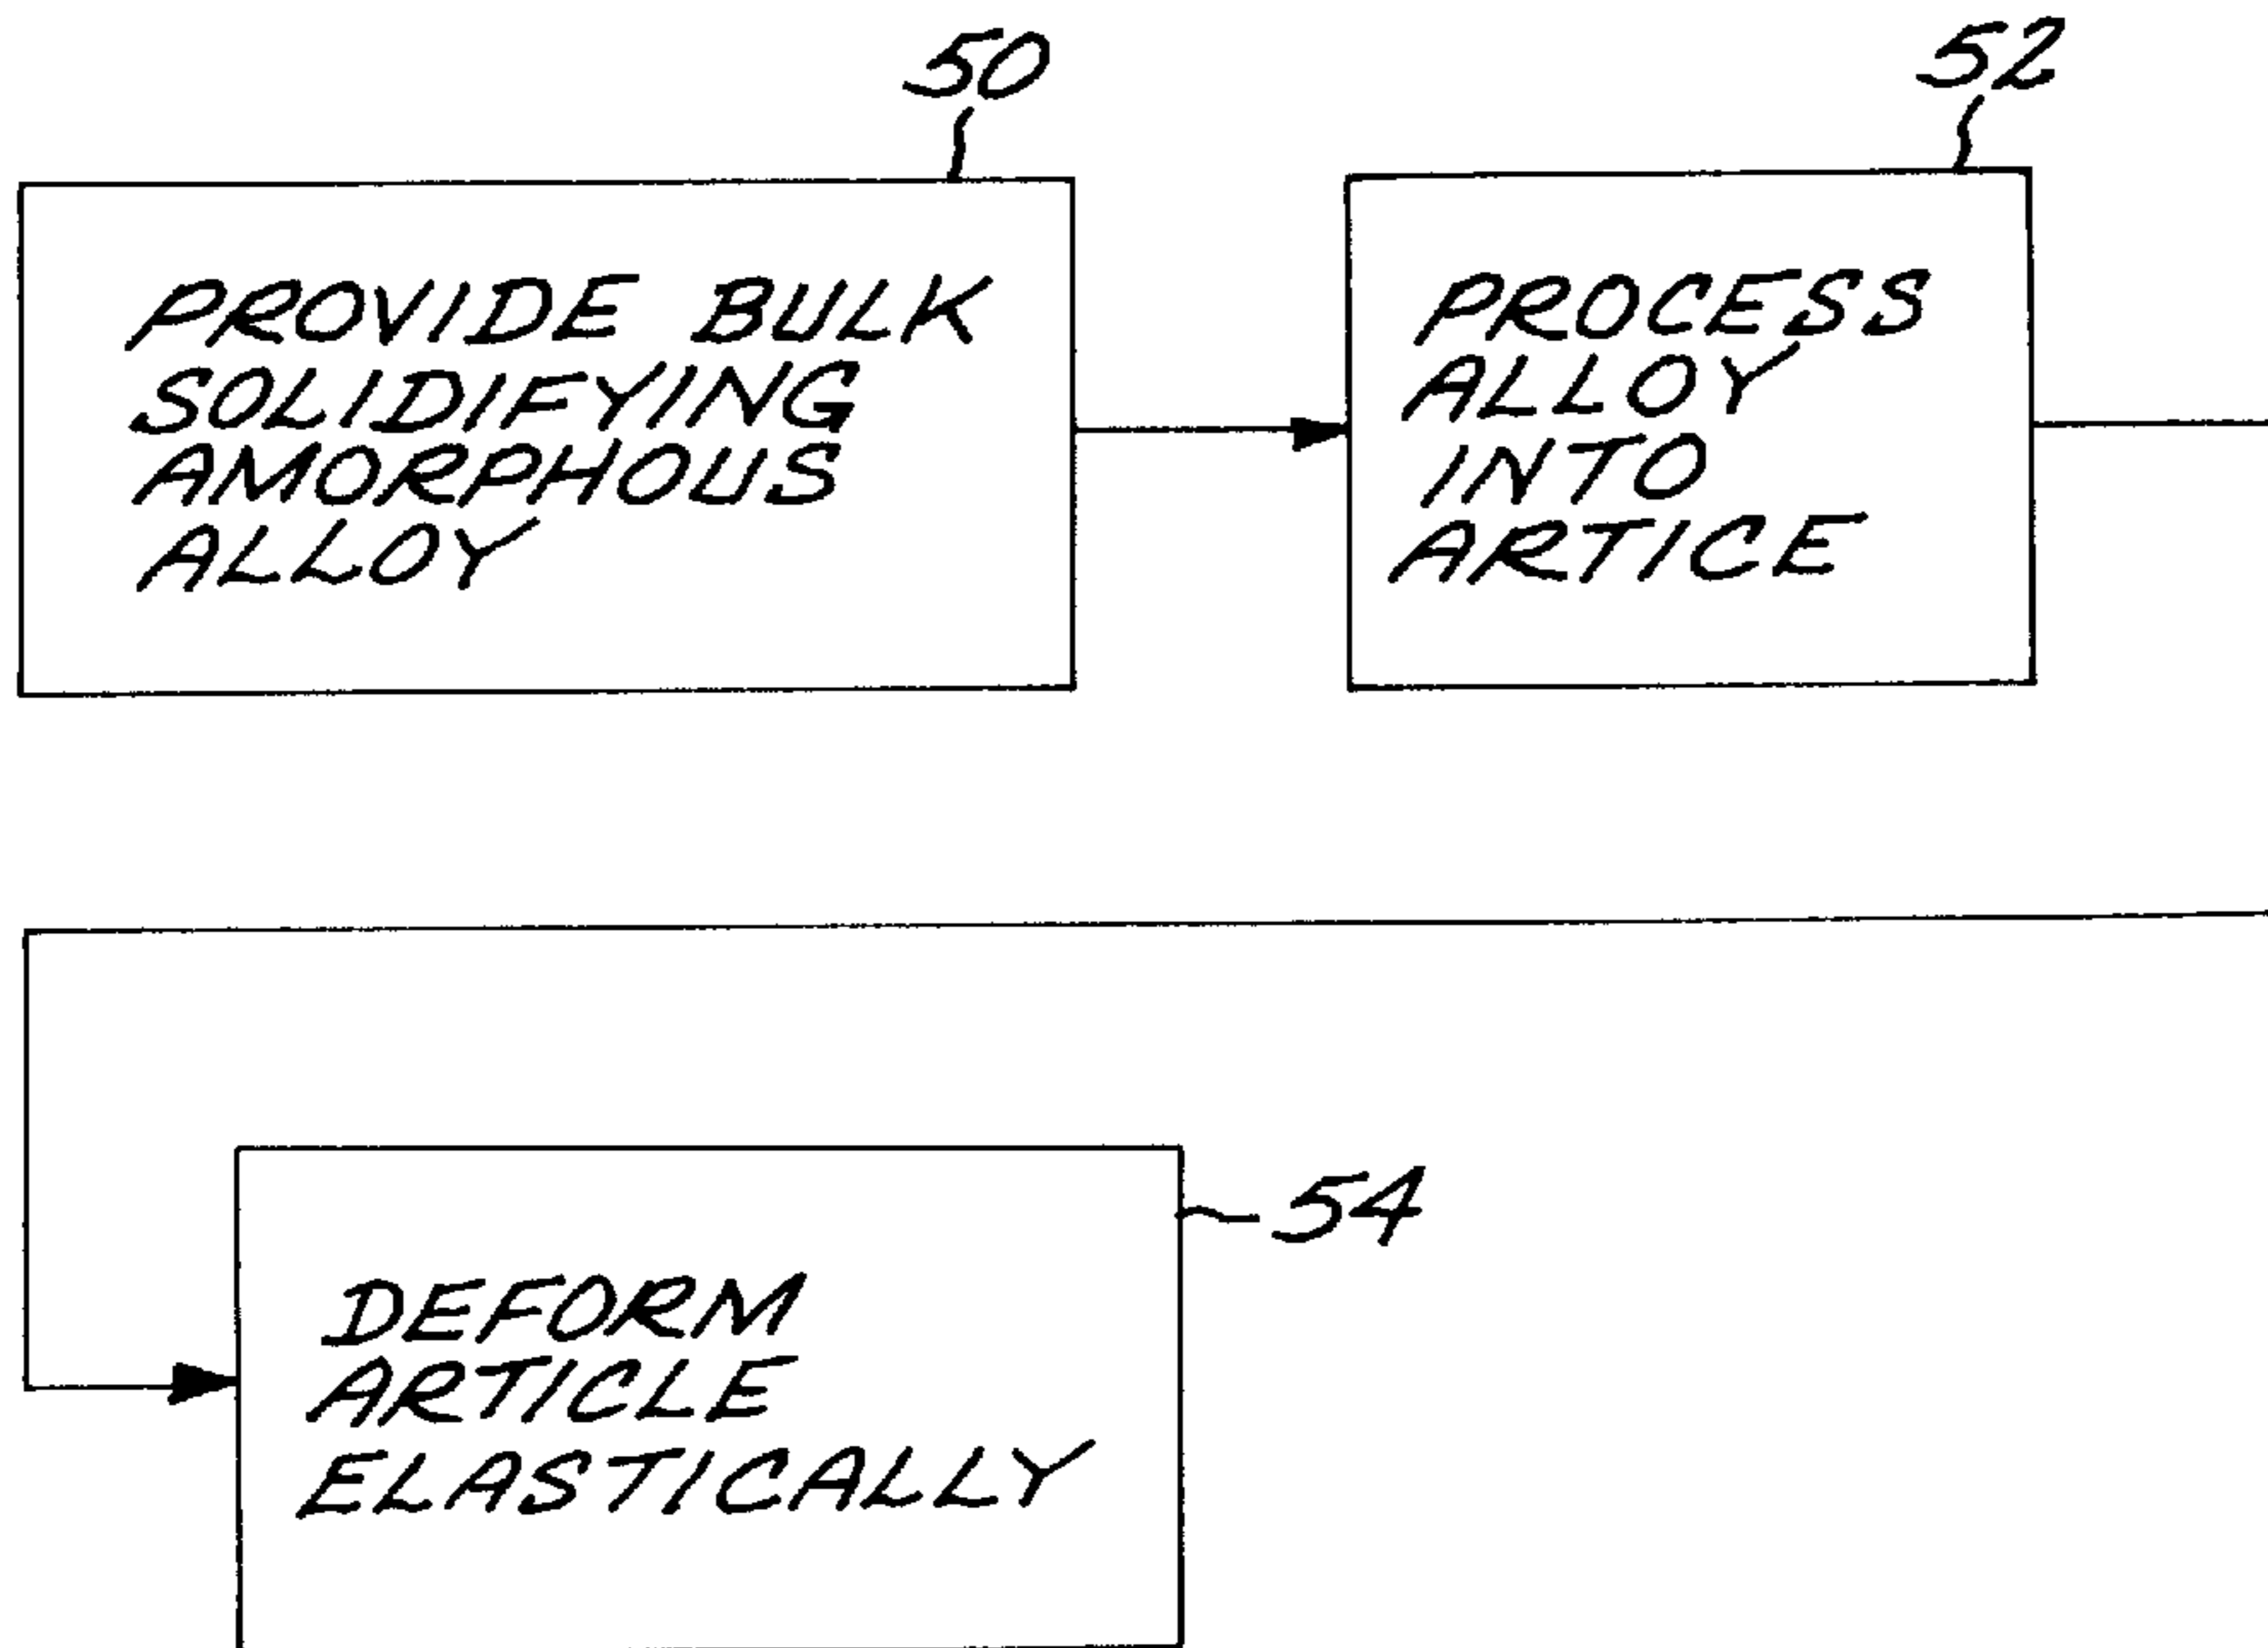 50
PROVIDE BULK
SOLIDIFYING
AMORPHOUS
ALLOY
52
PROCESS
ALLOY
INTO
ARTICE
54
DEFORM
ARTICLE
ELASTICALLY